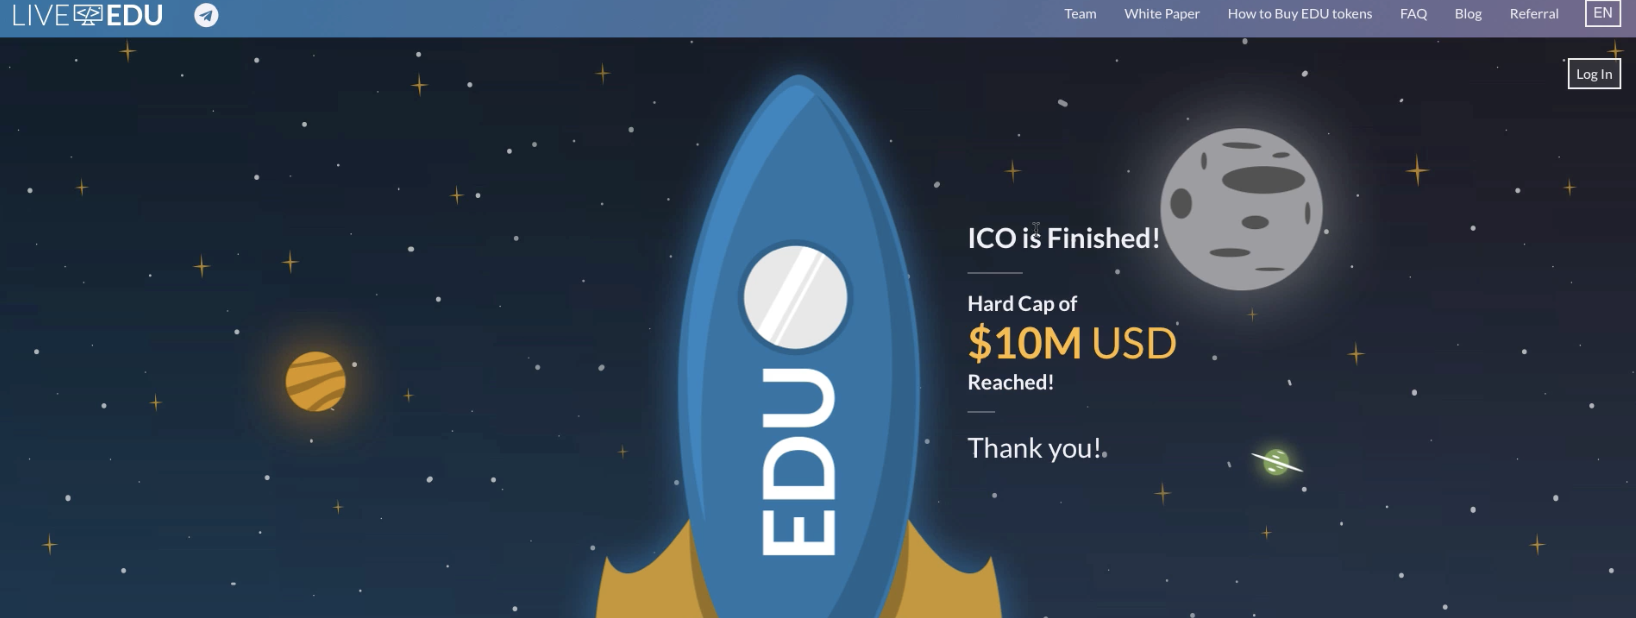 LIVE EDU
Team White Paper How to Buy EDU tokens FAQ Blog Referral EN
Log In
ICO is Finished!
Hard Cap of
$10M USD
Reached!
Thank you!
EDU